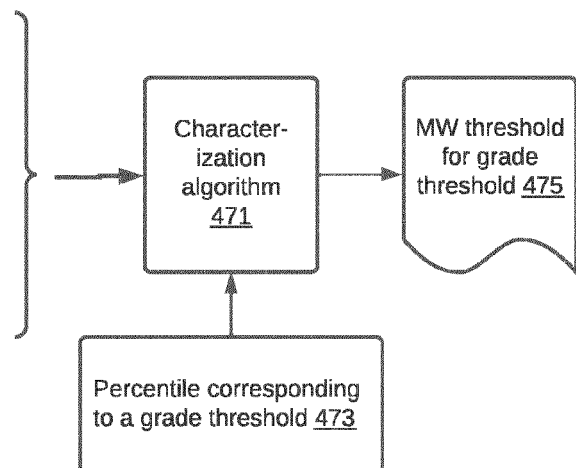 Character-
ization
algorithm
471
MW threshold
for grade
threshold 475
Percentile corresponding
to a grade threshold 473